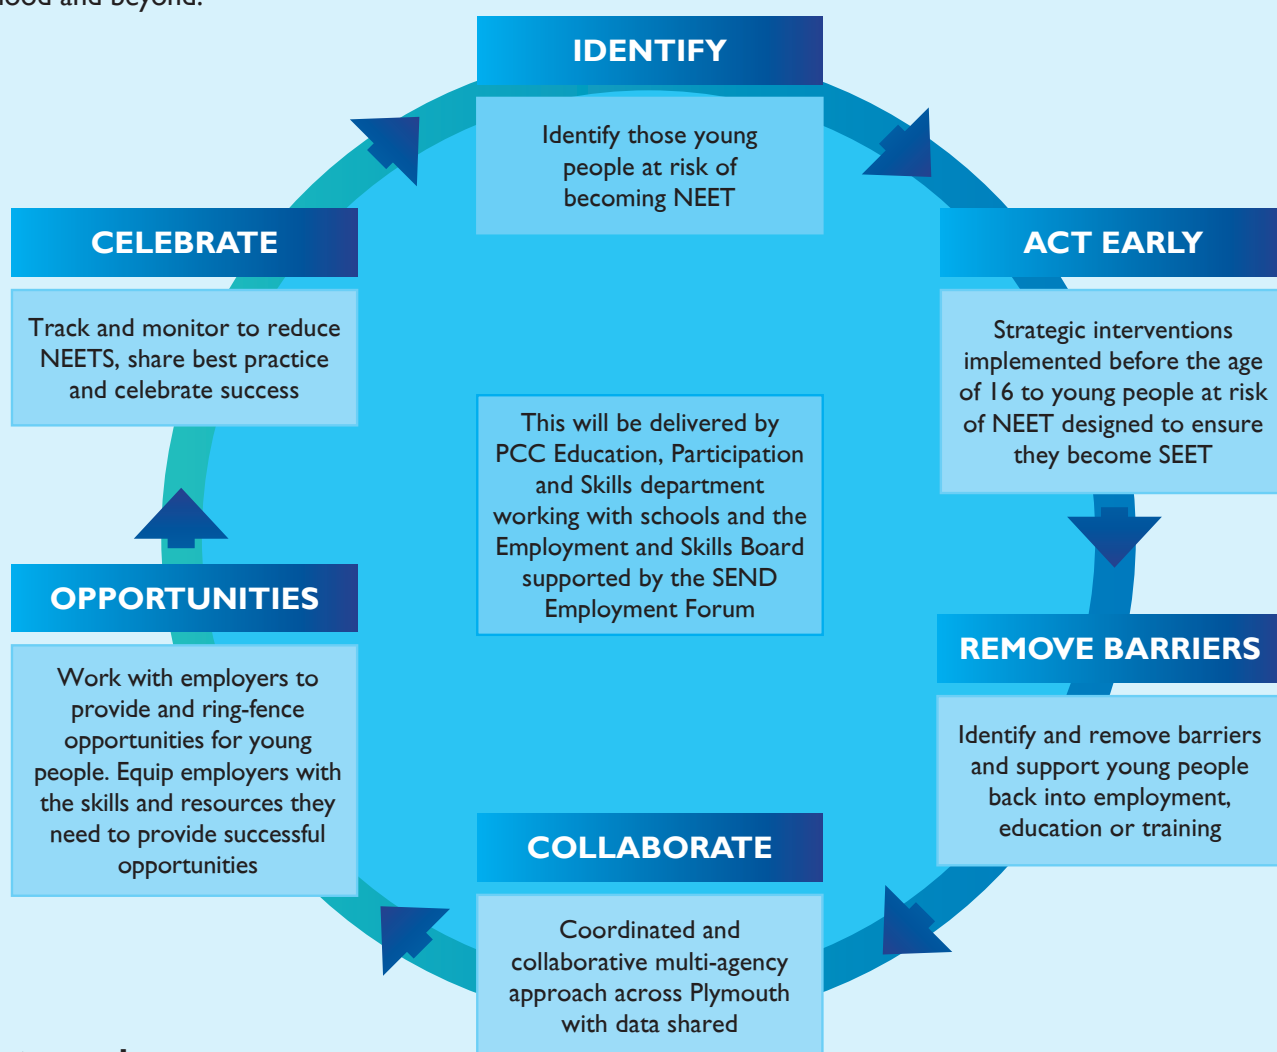 and beyond.
IDENTIFY
Identify those young
people at risk of
becoming NEET
ACT EARLY
Strategic interventions
implemented before the age
of 16 to young people at risk
of NEET designed to ensure
they become SEET
REMOVE BARRIERS
Identify and remove barriers
and support young people
back into employment,
education or training
COLLABORATE
Coordinated and
collaborative multi-agency
approach across Plymouth
with data shared
OPPORTUNITIES
Work with employers to
provide and ring-fence
opportunities for young
people. Equip employers with
the skills and resources they
need to provide successful
opportunities
CELEBRATE
Track and monitor to reduce
NEETS, share best practice
and celebrate success
This will be delivered by
PCC Education, Participation
and Skills department
working with schools and the
Employment and Skills Board
supported by the SEND
Employment Forum